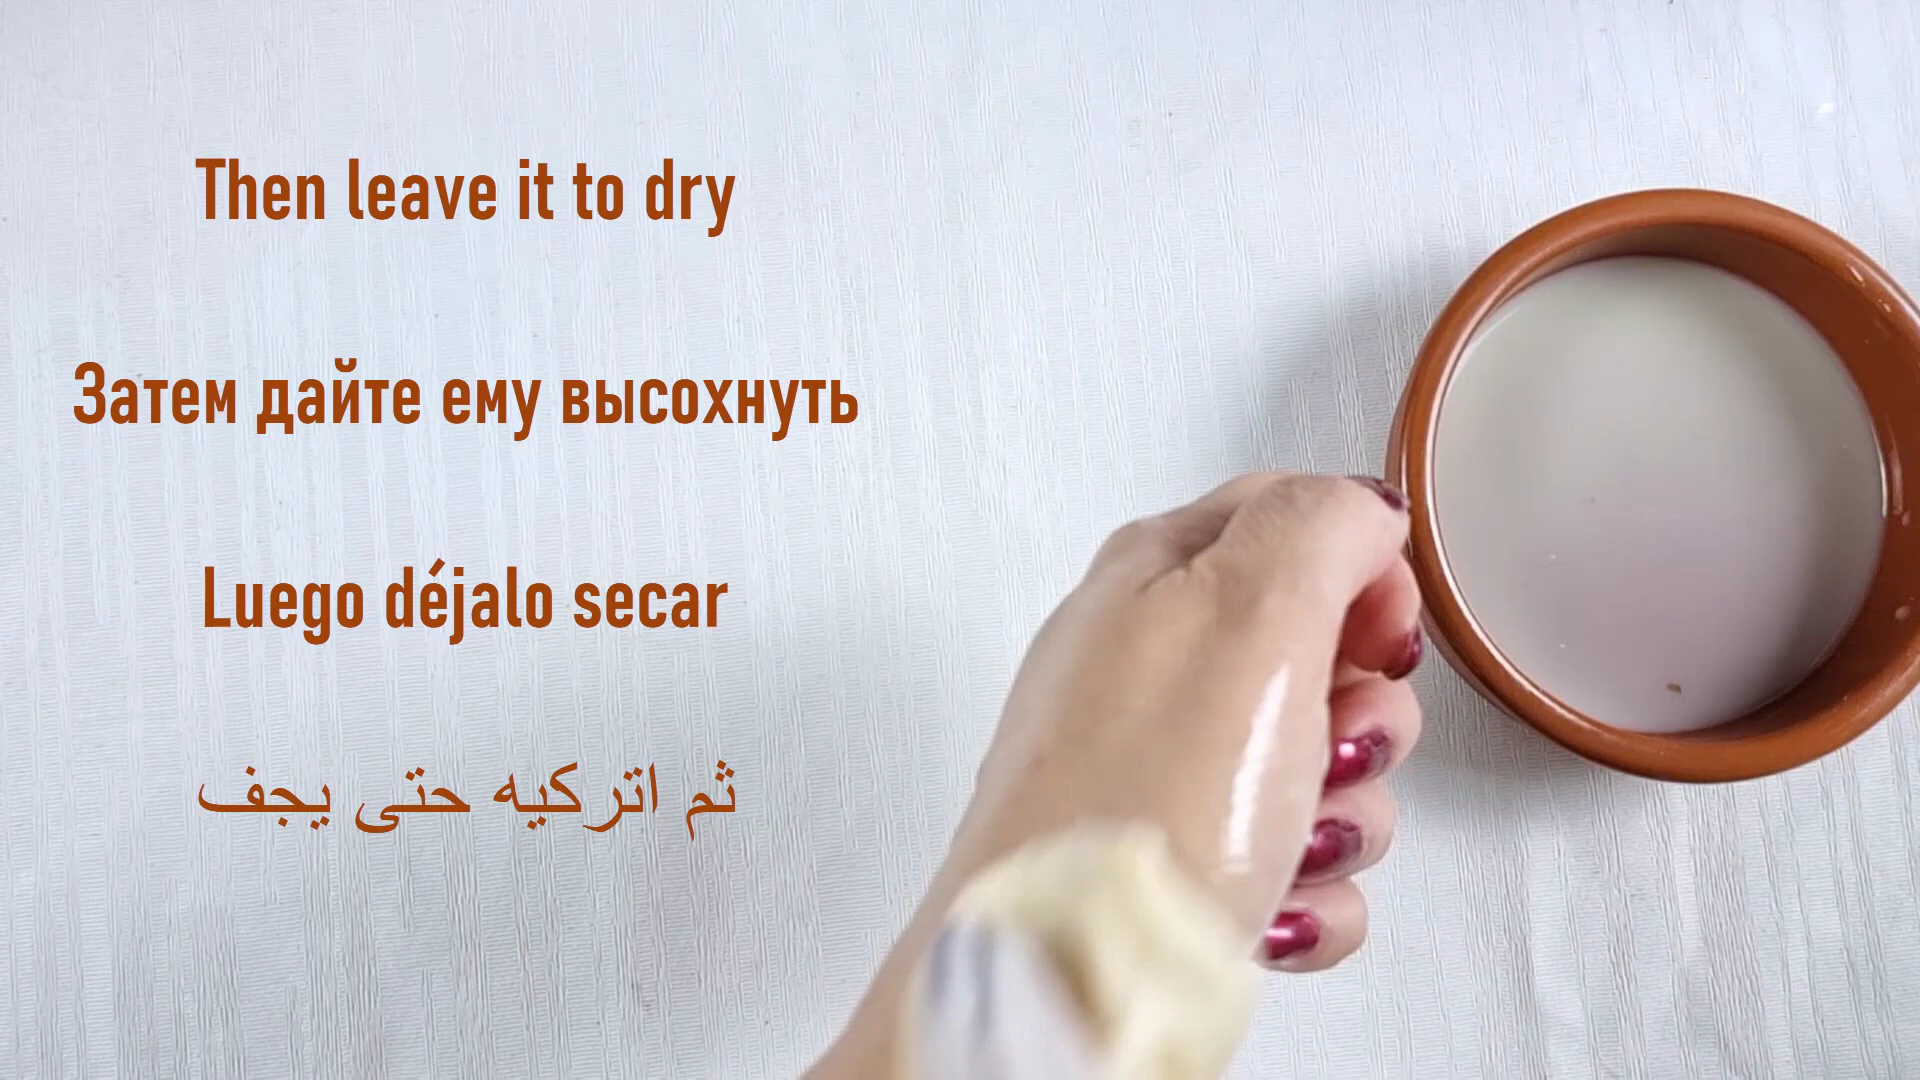 Then leave it to dry
Затем дайте ему высохнуть
Luego déjalo secar
ثم اتركيه حتى يجف